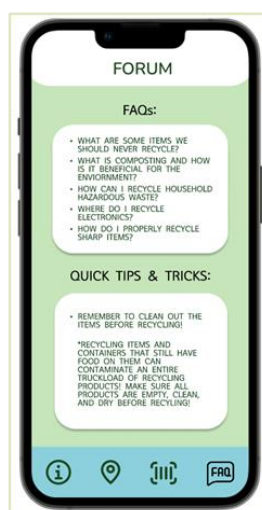 FORUM
FAQs:
• WHAT ARE SOME ITEMS WE
SHOULD NEVER RECYCLE?
• WHAT IS COMPOSTING AND HOW
IS IT BENEFICIAL FOR THE
ENVIORNMENT?
• HOW CAN I RECYCLE HOUSEHOLD
HAZARDOUS WASTE?
• WHERE DO I RECYCLE
ELECTRONICS?
• HOW DO I PROPERLY RECYCLE
SHARP ITEMS?
QUICK TIPS & TRICKS:
• REMEMBER TO CLEAN OUT THE
ITEMS BEFORE RECYCLING!
*RECYCLING ITEMS AND
CONTAINERS THAT STILL HAVE
FOOD ON THEM CAN
CONTAMINATE AN ENTIRE
TRUCKLOAD OF RECYCLING
PRODUCTS! MAKE SURE ALL
PRODUCTS ARE EMPTY, CLEAN,
AND DRY BEFORE RECYLING!
FAQ